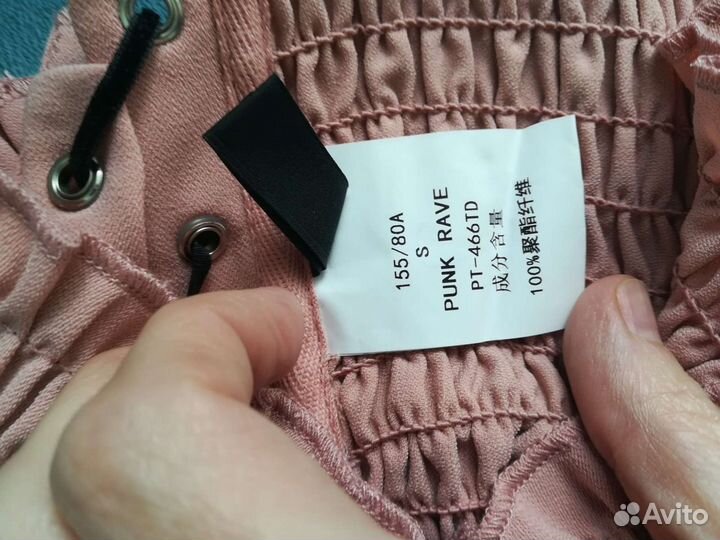 155/80A
S
PUNK RAVE
PT-466TD
成分含量
100%聚酯纤维
Avito